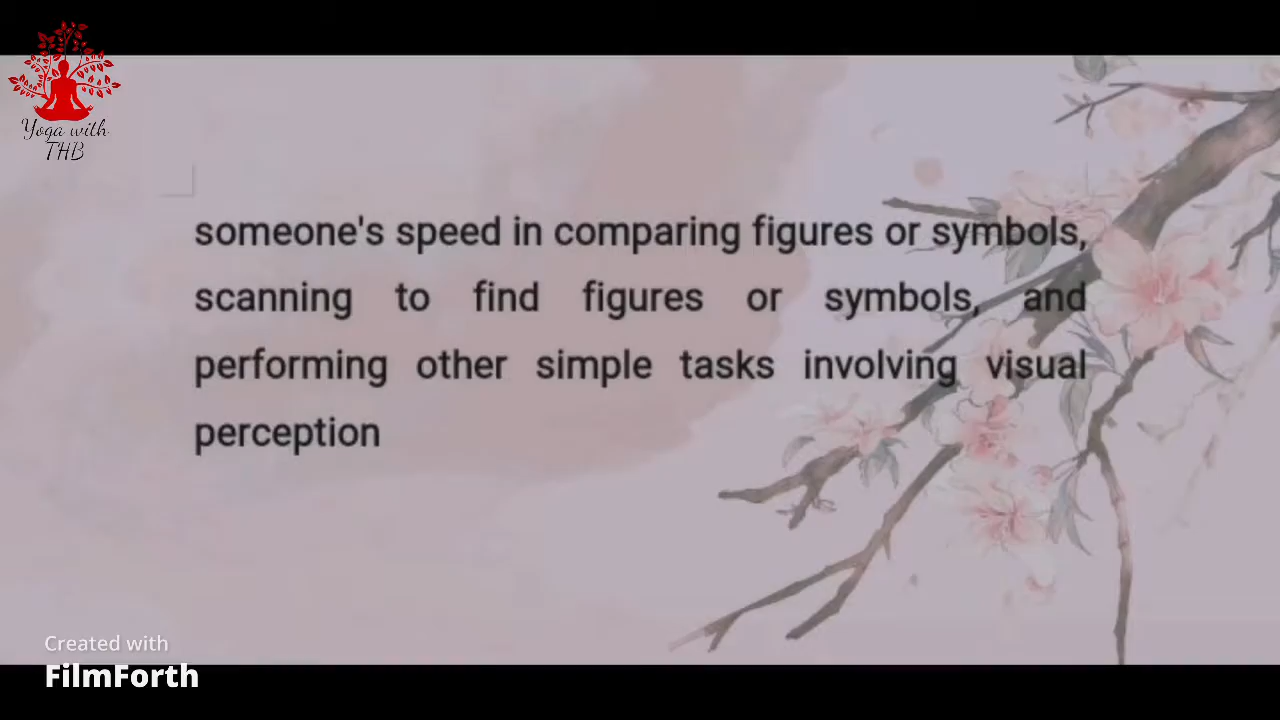 Yoga with
THB
someone's speed in comparing figures or symbols,
scanning to find figures or symbols, and
performing other simple tasks involving visual
perception
Created with
FilmForth